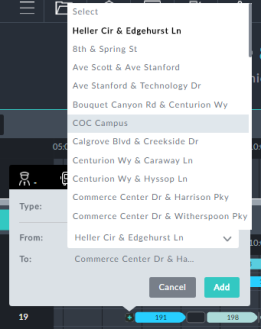 Select
Heller Cir & Edgehurst Ln
8th & Spring St
Ave Scott & Ave Stanford
Ave Stanford & Technology Dr
Bouquet Canyon Rd & Centurion Wy
COC Campus
Calgrove Blvd & Creekside Dr
Centurion Wy & Caraway Ln
Centurion Wy & Hyssop Ln
Commerce Center Dr & Harrison Pky
Commerce Center Dr & Witherspoon Pky
Type:
From: Heller Cir & Edgehurst Ln
To: Commerce Center Dr & Ha...
Cancel Add
19 191 198